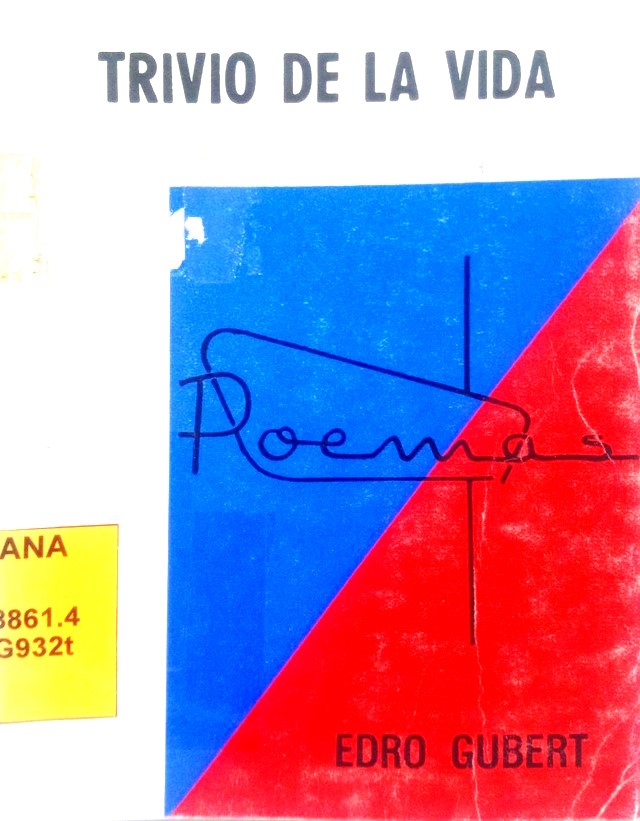 TRIVIO DE LA VIDA
Poemas
ANA
8861.4
G932t
EDRO GUBERT